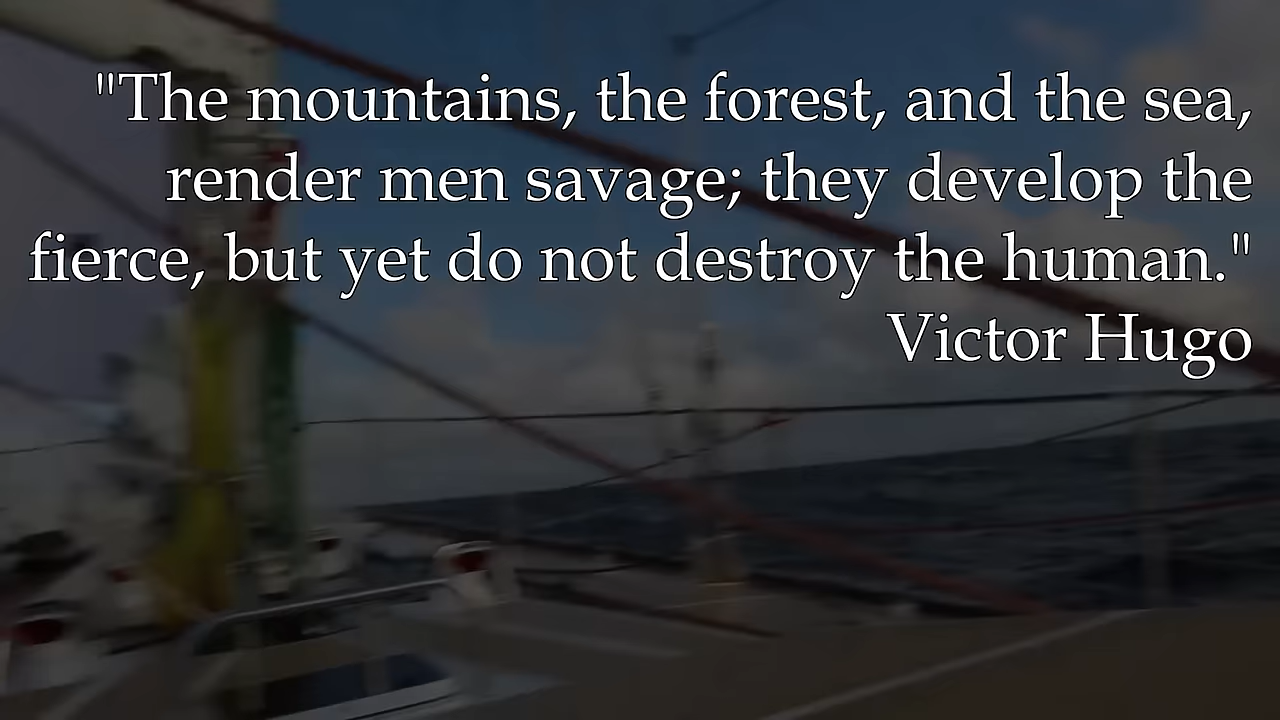 "The mountains, the forest, and the sea,
render men savage; they develop the
fierce, but yet do not destroy the human."
Victor Hugo